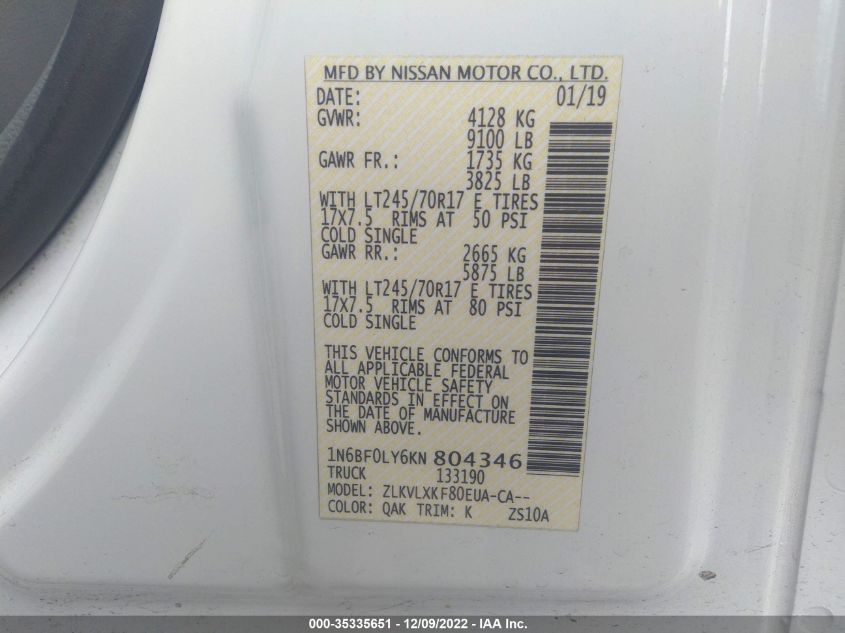 MFD BY NISSAN MOTOR CO., LTD.
DATE: 01/19
GVWR: 4128 KG
9100 LB
GAWR FR.: 1735 KG
3825 LB
WITH LT245/70R17 E TIRES
17X7.5 RIMS AT 50 PSI
COLD SINGLE
GAWR RR.: 2665 KG
5875 LB
WITH LT245/70R17 E TIRES
17X7.5 RIMS AT 80 PSI
COLD SINGLE
THIS VEHICLE CONFORMS TO
ALL APPLICABLE FEDERAL
MOTOR VEHICLE SAFETY
STANDARDS IN EFFECT ON
THE DATE OF MANUFACTURE
SHOWN ABOVE.
1N6BF0LY6KN 804346
TRUCK 133190
MODEL: ZLKVLXKF80EUA-CA--
COLOR: QAK TRIM: K ZS10A
000-35335651 - 12/09/2022 - IAA Inc.